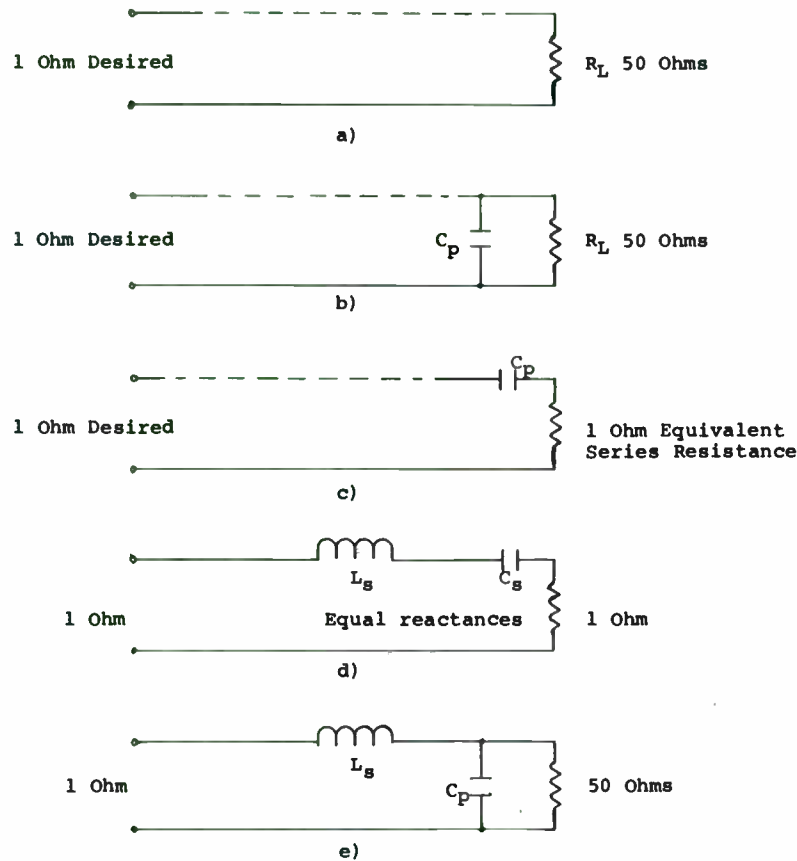 1 Ohm Desired
R_L 50 Ohms
a)
1 Ohm Desired
C_p
R_L 50 Ohms
b)
C_p
1 Ohm Desired
1 Ohm Equivalent
Series Resistance
c)
L_s
C_s
1 Ohm
Equal reactances
1 Ohm
d)
L_s
1 Ohm
C_p
50 Ohms
e)